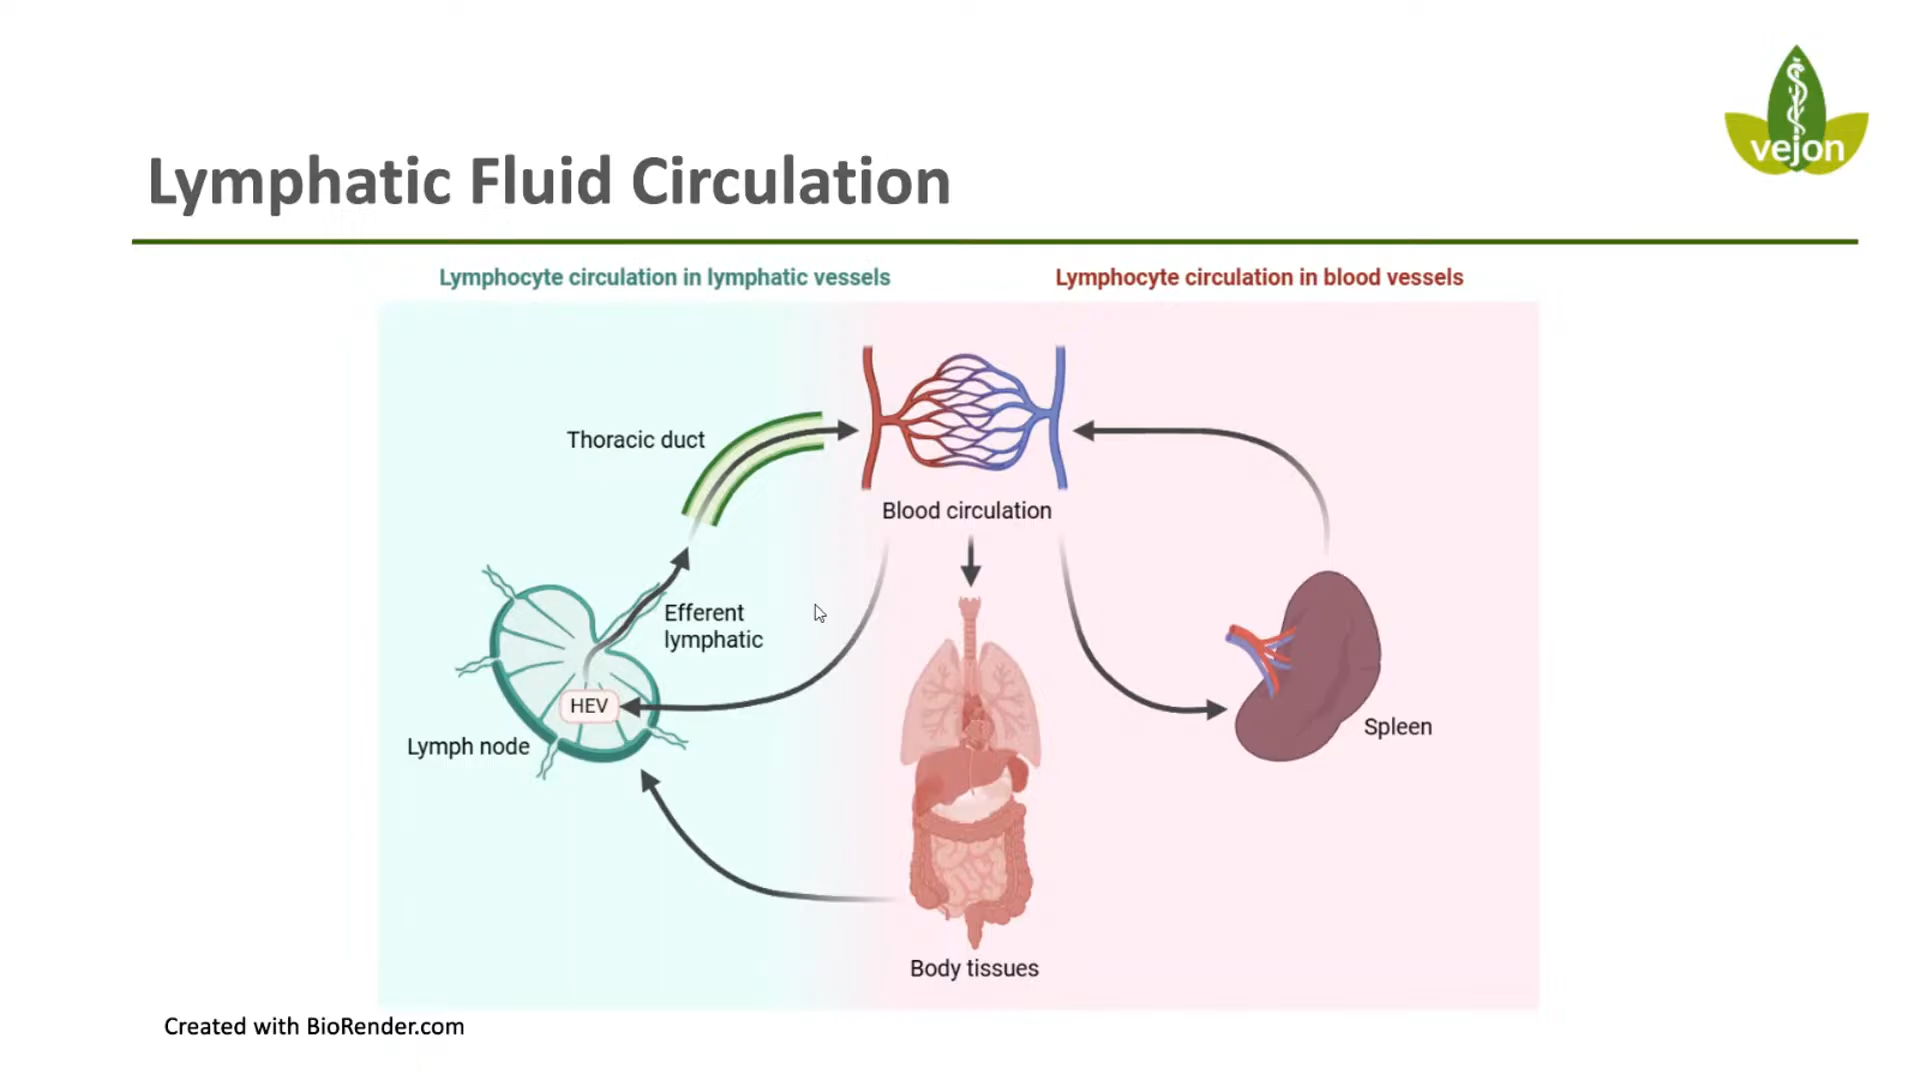 vejon
Lymphatic Fluid Circulation
Lymphocyte circulation in lymphatic vessels
Lymphocyte circulation in blood vessels
Thoracic duct
Blood circulation
Efferent
lymphatic
HEV
Lymph node
Spleen
Body tissues
Created with BioRender.com